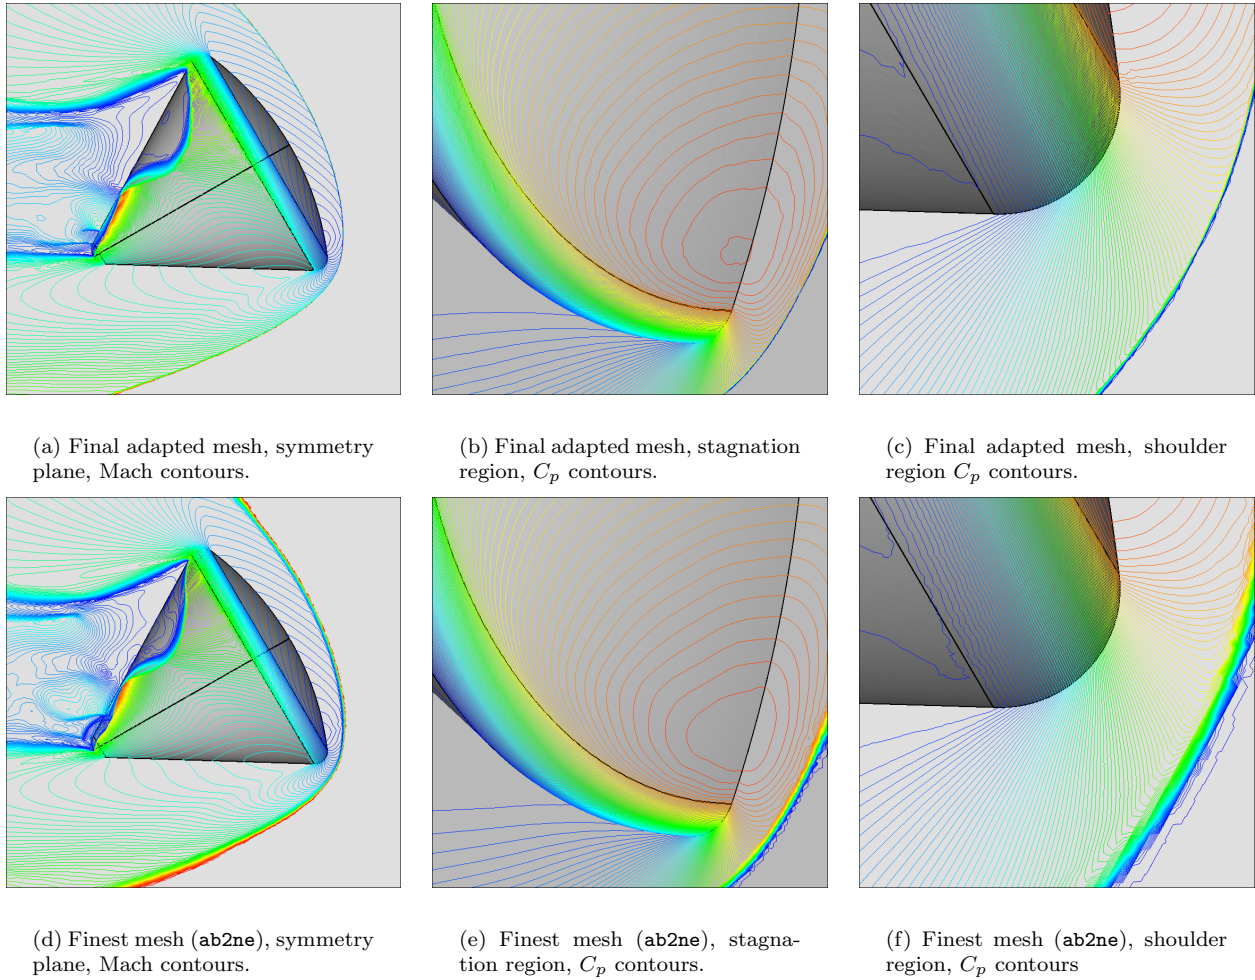 (a) Final adapted mesh, symmetry
plane, Mach contours.
(b) Final adapted mesh, stagnation
region, C_p contours.
(c) Final adapted mesh, shoulder
region C_p contours.
(d) Finest mesh (ab2ne), symmetry
plane, Mach contours.
(e) Finest mesh (ab2ne), stagna-
tion region, C_p contours.
(f) Finest mesh (ab2ne), shoulder
region, C_p contours